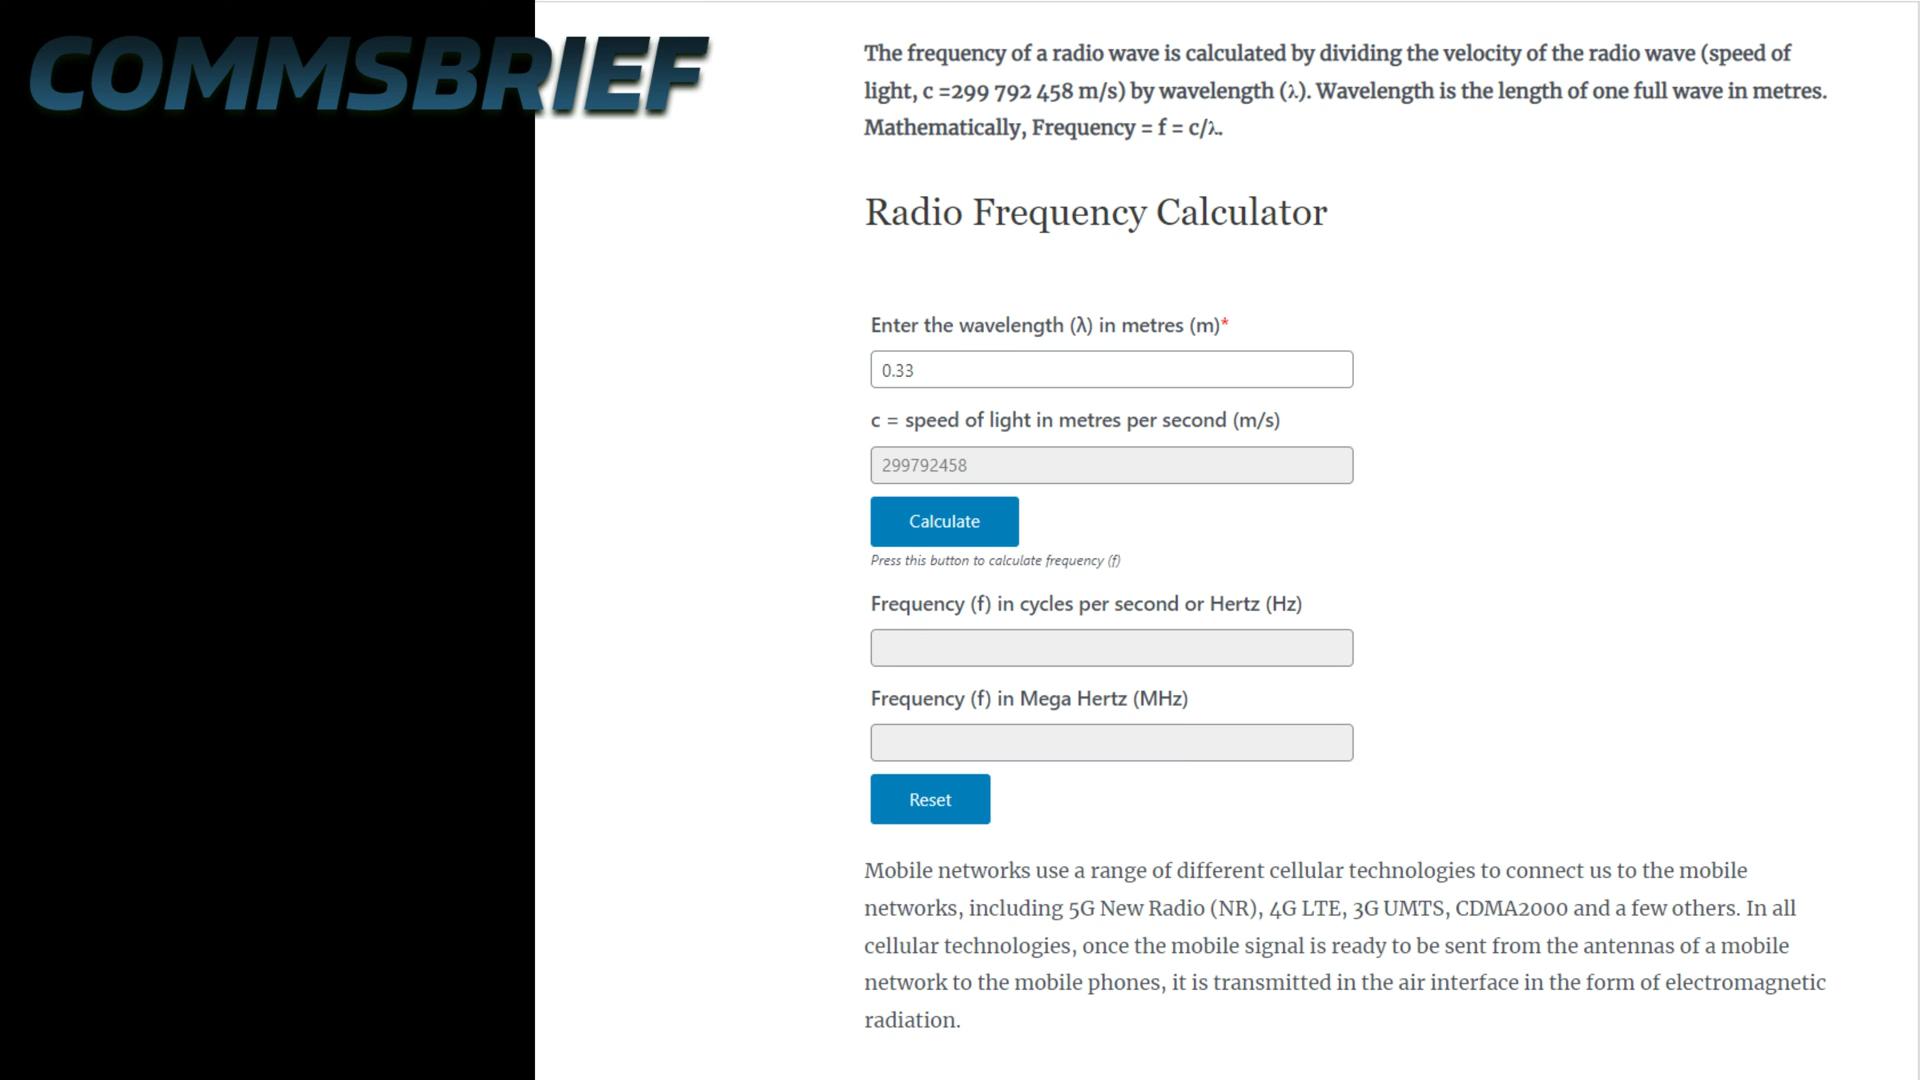 COMMSBRIEF
The frequency of a radio wave is calculated by dividing the velocity of the radio wave (speed of
light, c =299 792 458 m/s) by wavelength (λ). Wavelength is the length of one full wave in metres.
Mathematically, Frequency = f = c/λ.
Radio Frequency Calculator
Enter the wavelength (λ) in metres (m)*
0.33
c = speed of light in metres per second (m/s)
299792458
Calculate
Press this button to calculate frequency (f)
Frequency (f) in cycles per second or Hertz (Hz)
Frequency (f) in Mega Hertz (MHz)
Reset
Mobile networks use a range of different cellular technologies to connect us to the mobile
networks, including 5G New Radio (NR), 4G LTE, 3G UMTS, CDMA2000 and a few others. In all
cellular technologies, once the mobile signal is ready to be sent from the antennas of a mobile
network to the mobile phones, it is transmitted in the air interface in the form of electromagnetic
radiation.